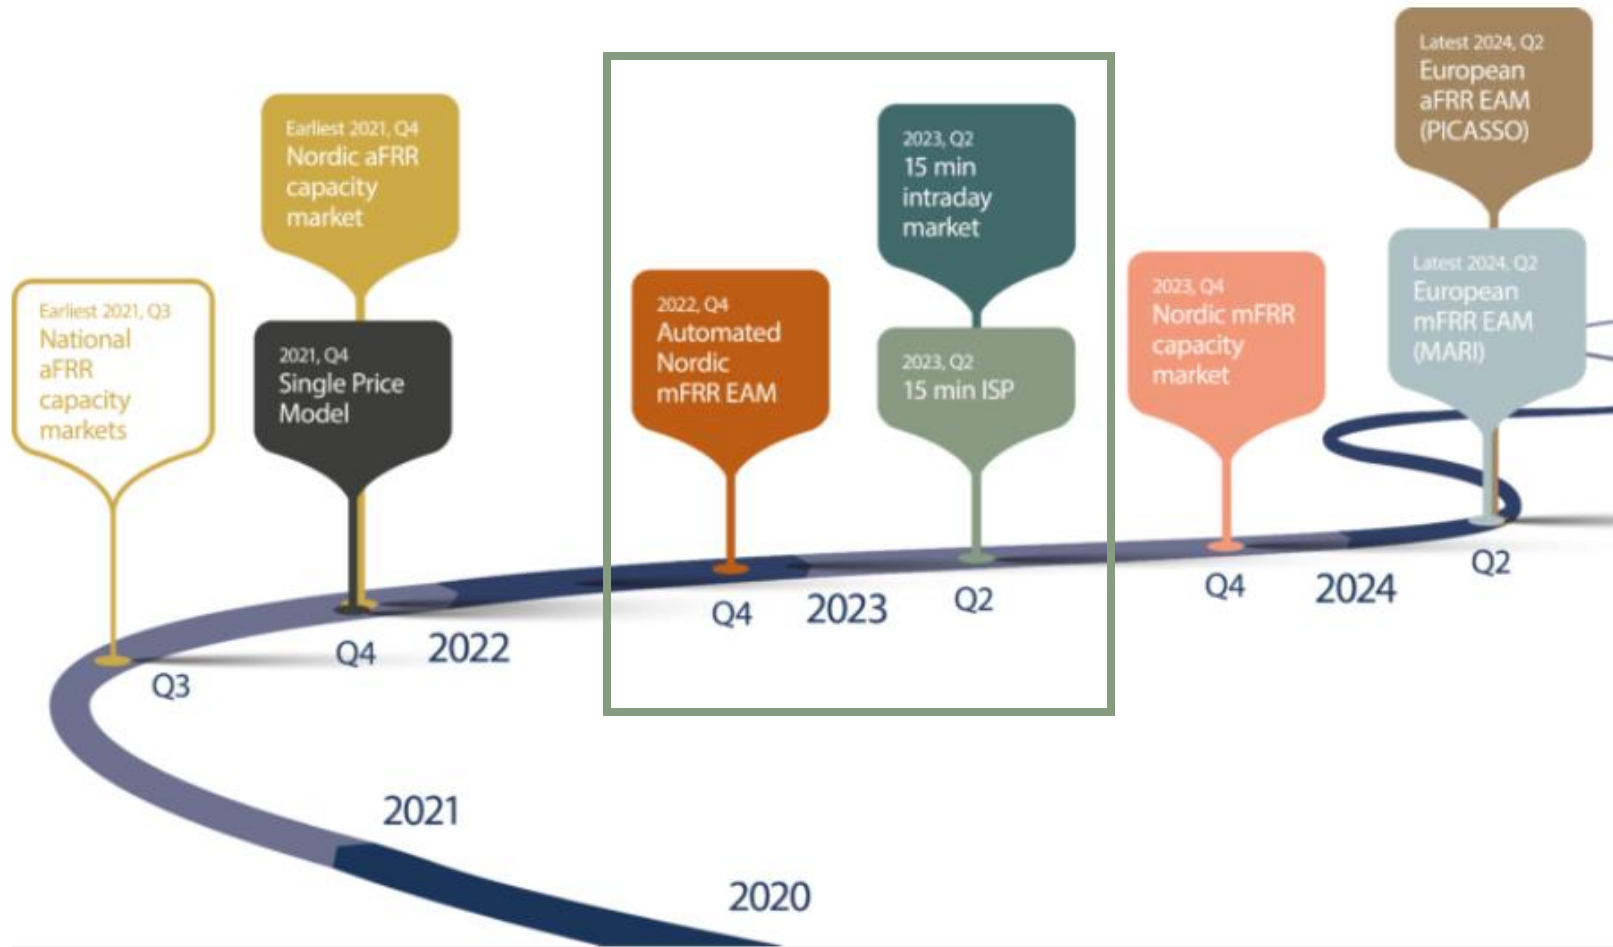 Earliest 2021, Q3
National
aFRR
capacity
markets
Earliest 2021, Q4
Nordic aFRR
capacity
market
2021, Q4
Single Price
Model
2022, Q4
Automated
Nordic
mFRR EAM
2023, Q2
15 min
intraday
market
2023, Q2
15 min ISP
2023, Q4
Nordic mFRR
capacity
market
Latest 2024, Q2
European
aFRR EAM
(PICASSO)
Latest 2024, Q2
European
mFRR EAM
(MARI)
Q3
Q4
2022
Q4
2023
Q2
Q4
2024
Q2
2021
2020